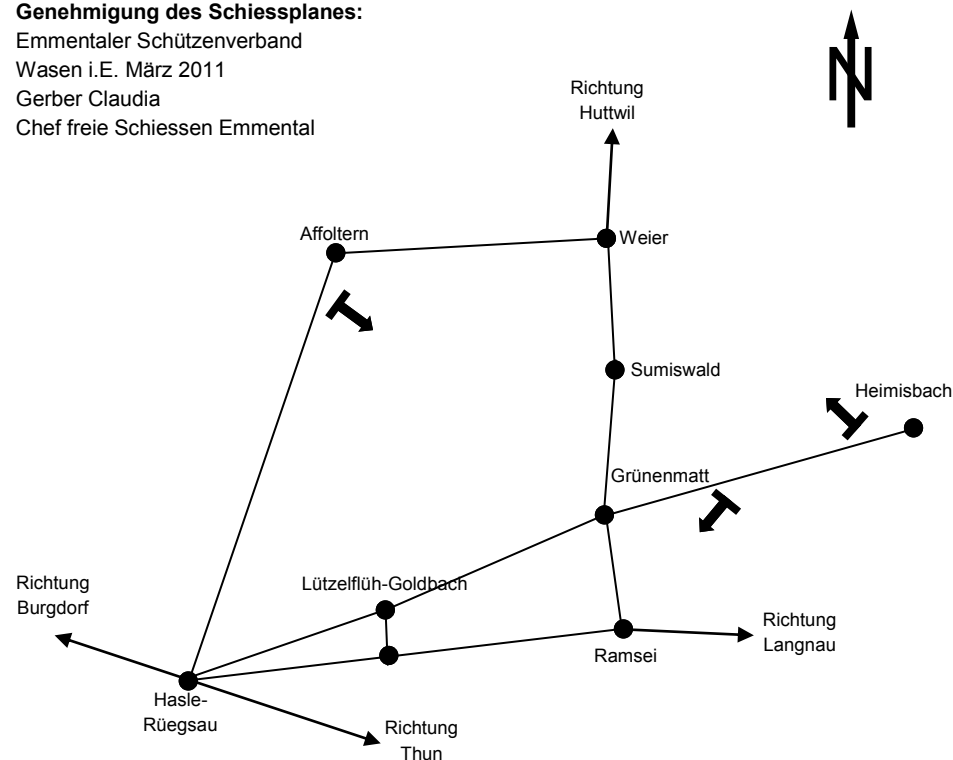 Genehmigung des Schiessplanes:
Emmentaler Schützenverband
Wasen i.E. März 2011
Gerber Claudia
Chef freie Schiessen Emmental
N
Richtung
Huttwil
Affoltern
Weier
Sumiswald
Heimisbach
Grünenmatt
Richtung
Burgdorf
Lützelflüh-Goldbach
Richtung
Langnau
Ramsei
Hasle-
Rüegsau
Richtung
Thun